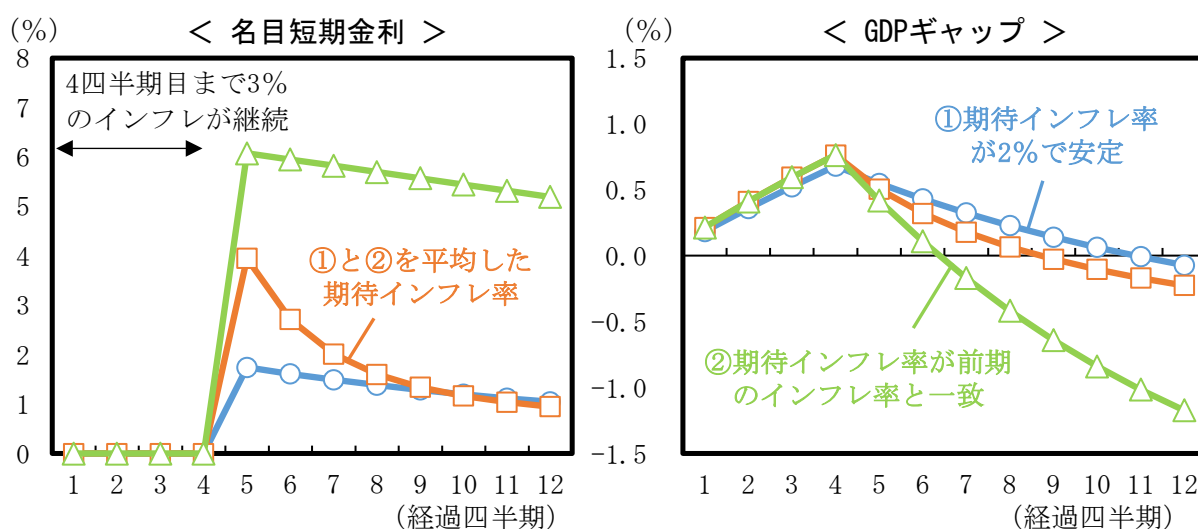 (%)
< 名目短期金利 >
8
7
6
5
4
3
2
1
0
4四半期目まで3%
のインフレが継続
①と②を平均した
期待インフレ率
1 2 3 4 5 6 7 8 9 10 11 12
(経過四半期)
(%)
< GDPギャップ >
1.5
1.0
0.5
0.0
-0.5
-1.0
-1.5
①期待インフレ率
が2%で安定
②期待インフレ率が前期
のインフレ率と一致
1 2 3 4 5 6 7 8 9 10 11 12
(経過四半期)